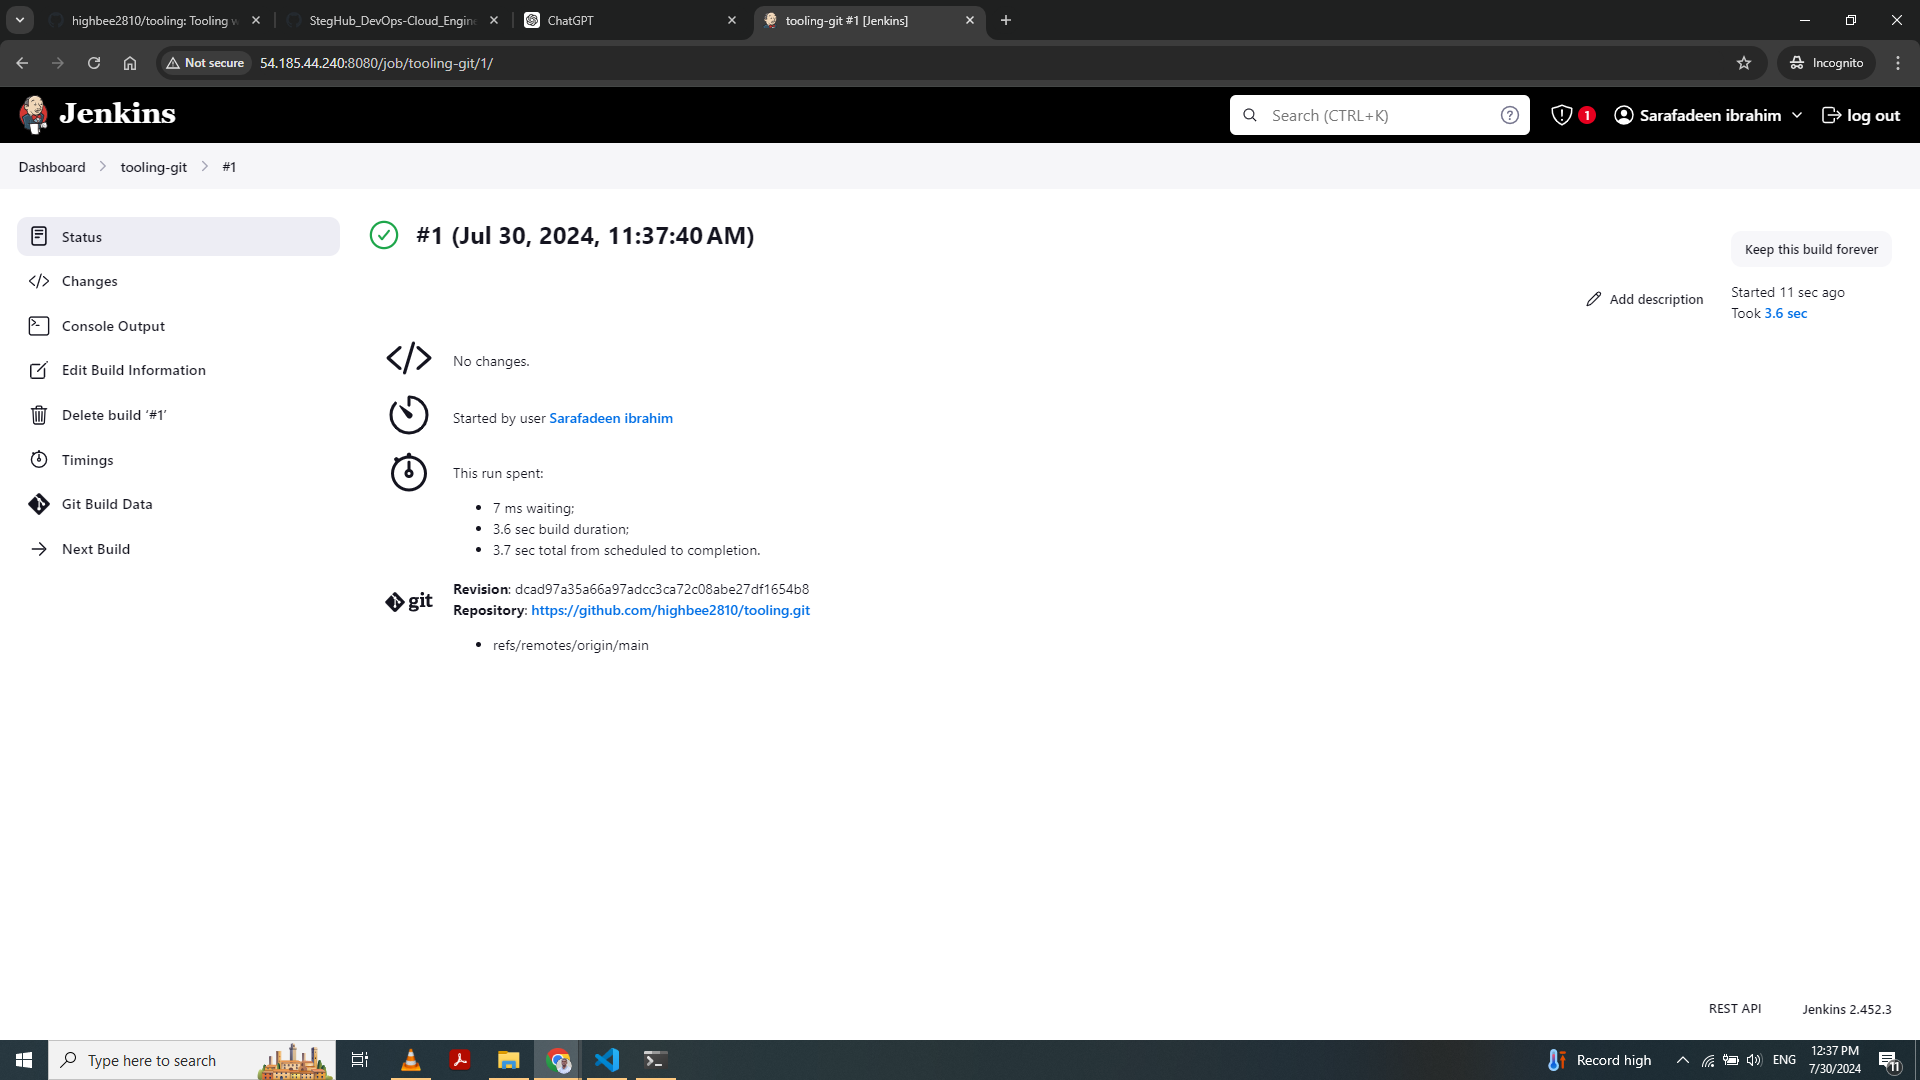 highbee2810/tooling: Tooling w
StegHub_DevOps-Cloud_Engine
ChatGPT
tooling-git #1 [Jenkins]
Not secure
54.185.44.240:8080/job/tooling-git/1/
Incognito
Jenkins
Search (CTRL+K)
1
Sarafadeen ibrahim
log out
Dashboard
tooling-git
#1
Status
Changes
Console Output
Edit Build Information
Delete build ‘#1’
Timings
Git Build Data
Next Build
#1 (Jul 30, 2024, 11:37:40 AM)
Keep this build forever
Add description
Started 11 sec ago
Took 3.6 sec
No changes.
Started by user Sarafadeen ibrahim
This run spent:
7 ms waiting;
3.6 sec build duration;
3.7 sec total from scheduled to completion.
git
Revision: dcad97a35a66a97adcc3ca72c08abe27df1654b8
Repository: https://github.com/highbee2810/tooling.git
refs/remotes/origin/main
REST API
Jenkins 2.452.3
Type here to search
Record high
ENG
12:37 PM
7/30/2024
11